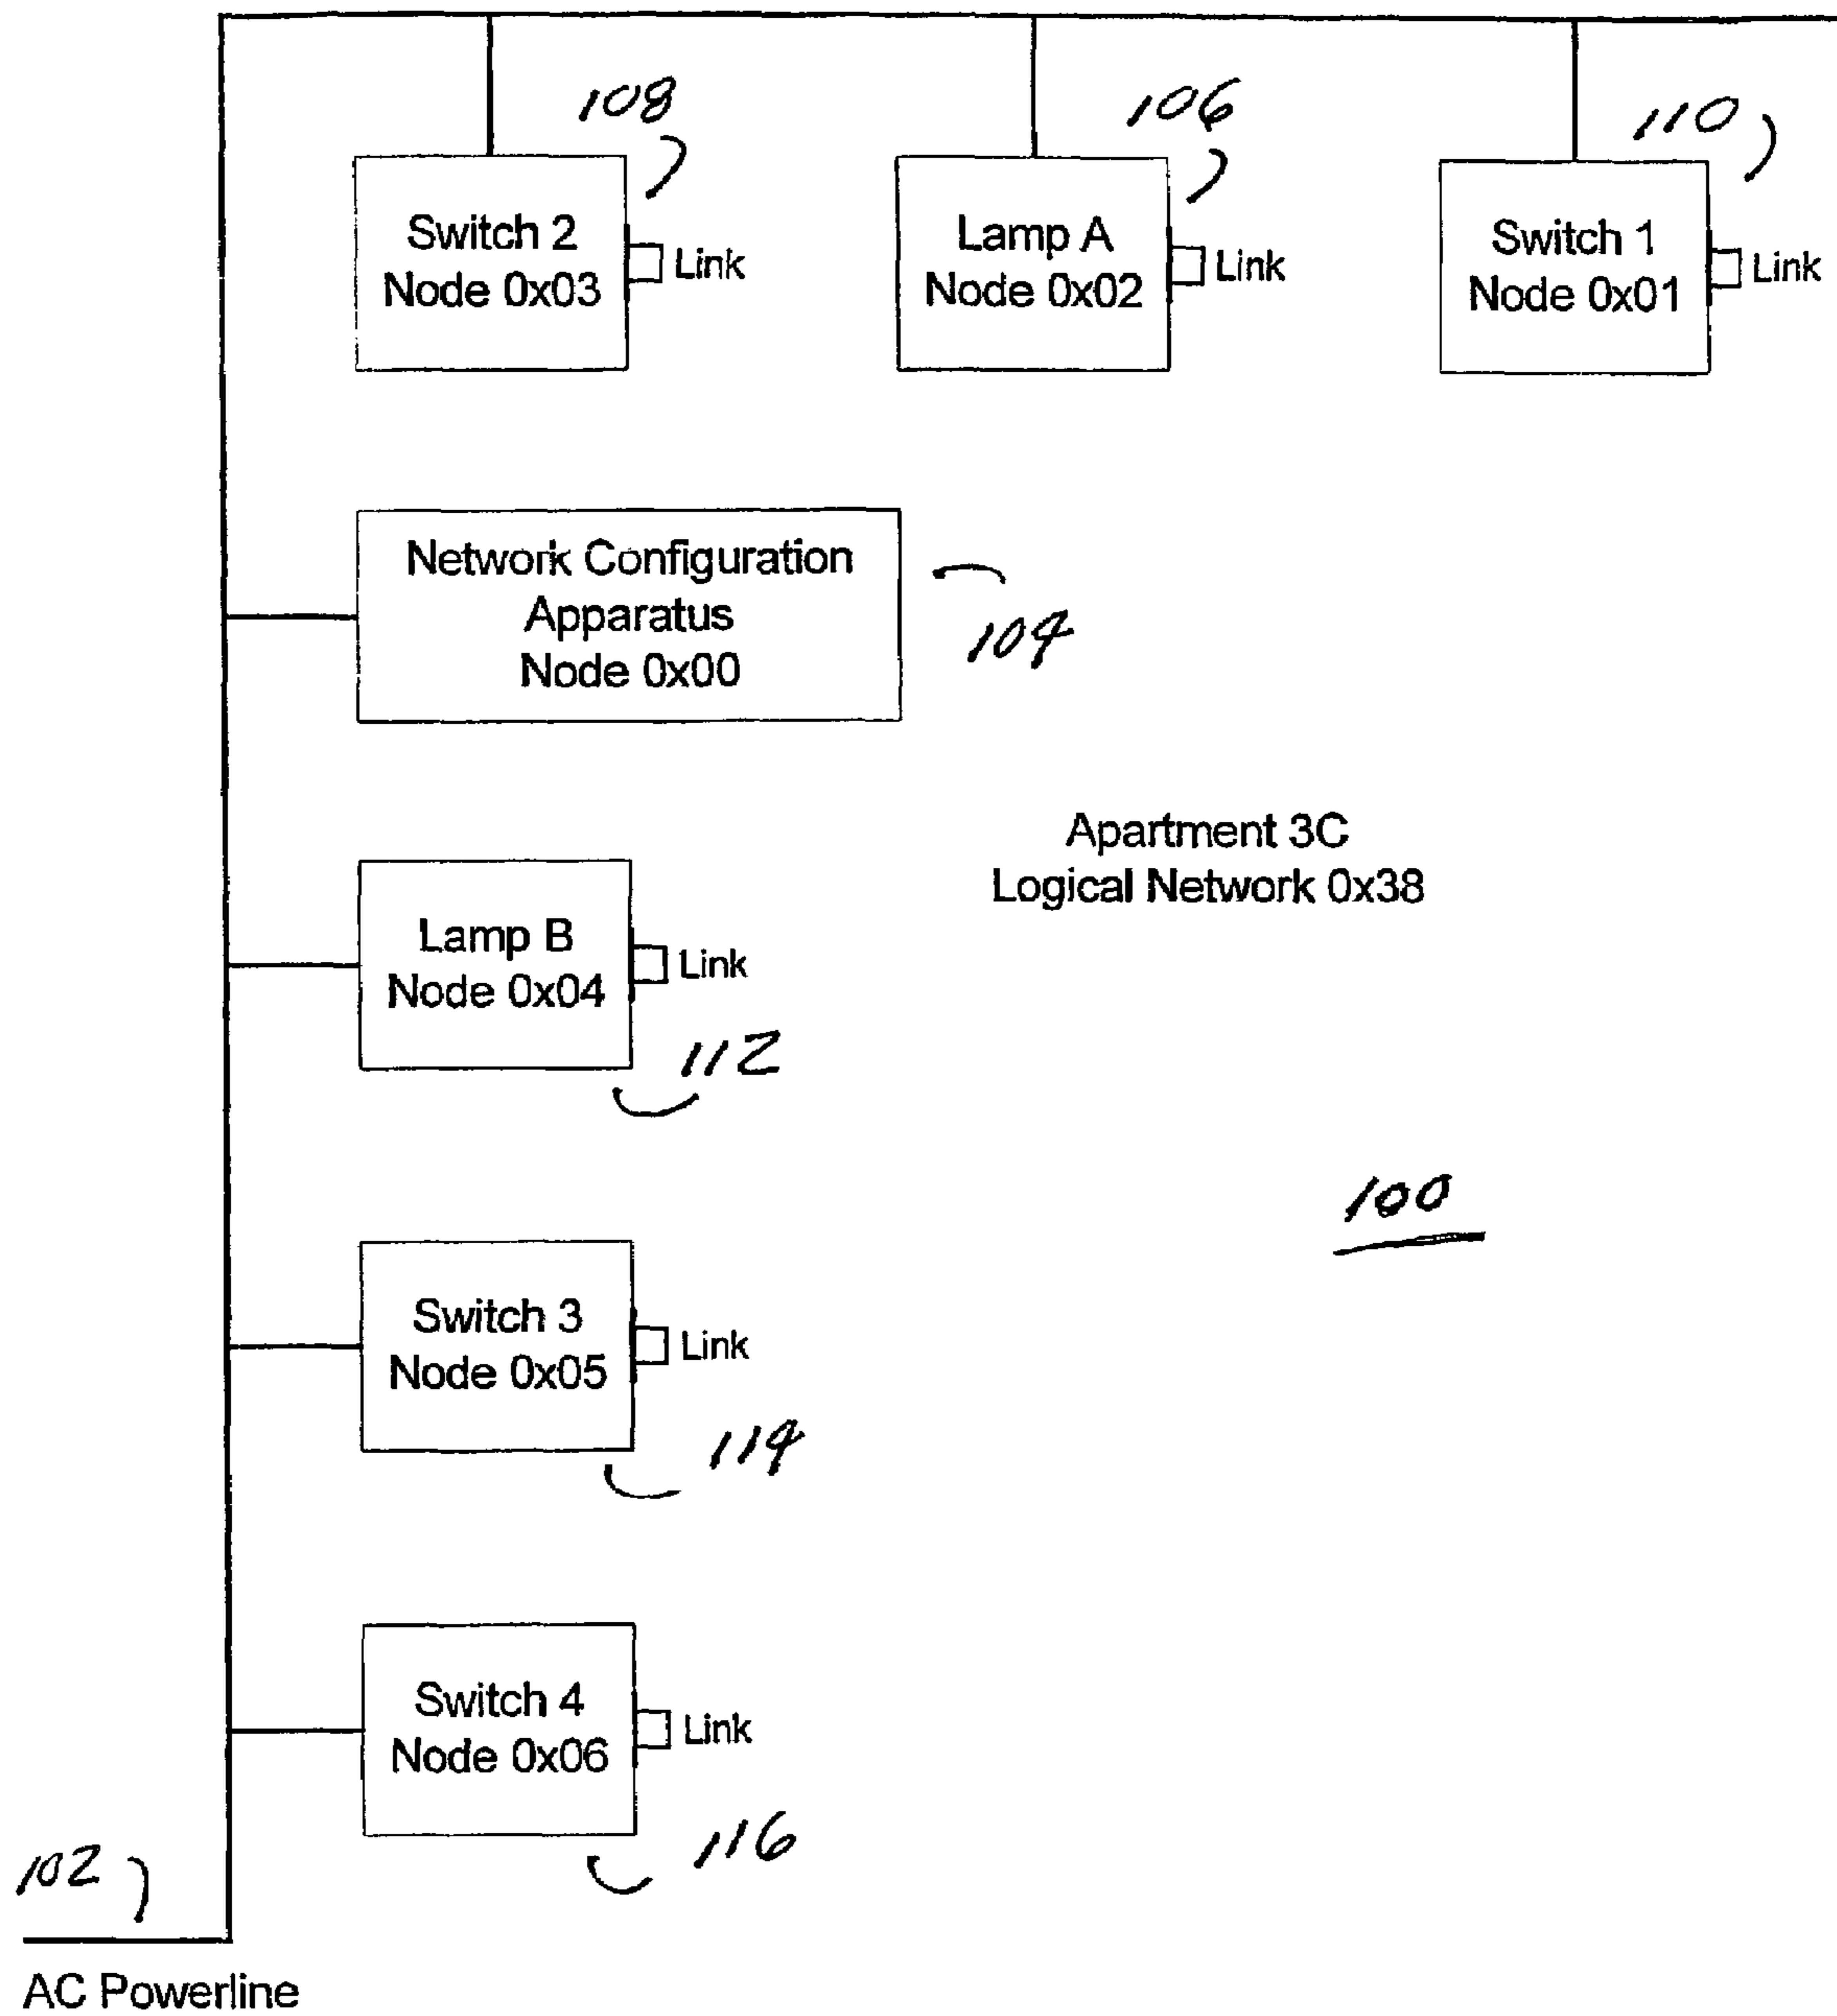 108
106
110
Switch 2
Node 0x03
Link
Lamp A
Node 0x02
Link
Switch 1
Node 0x01
Link
Network Configuration
Apparatus
Node 0x00
104
Apartment 3C
Logical Network 0x38
Lamp B
Node 0x04
Link
112
100
Switch 3
Node 0x05
Link
114
Switch 4
Node 0x06
Link
116
102
AC Powerline